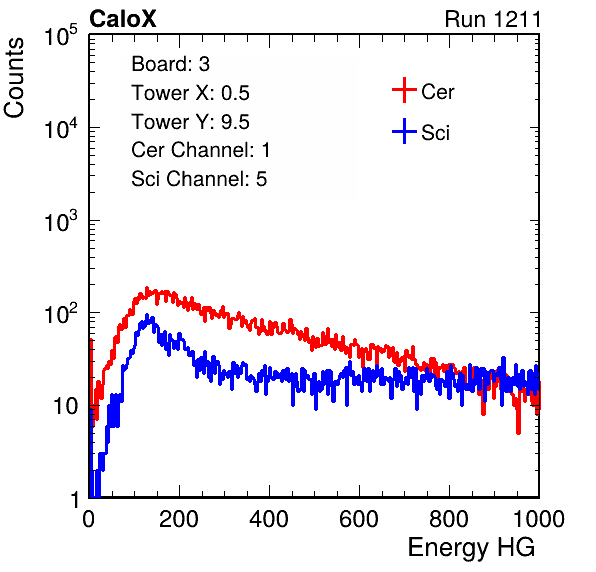 CaloX Run 1211
Counts
10^5
10^4
10^3
10^2
10
1
Board: 3
Tower X: 0.5
Tower Y: 9.5
Cer Channel: 1
Sci Channel: 5
Cer
Sci
0 200 400 600 800 1000
Energy HG